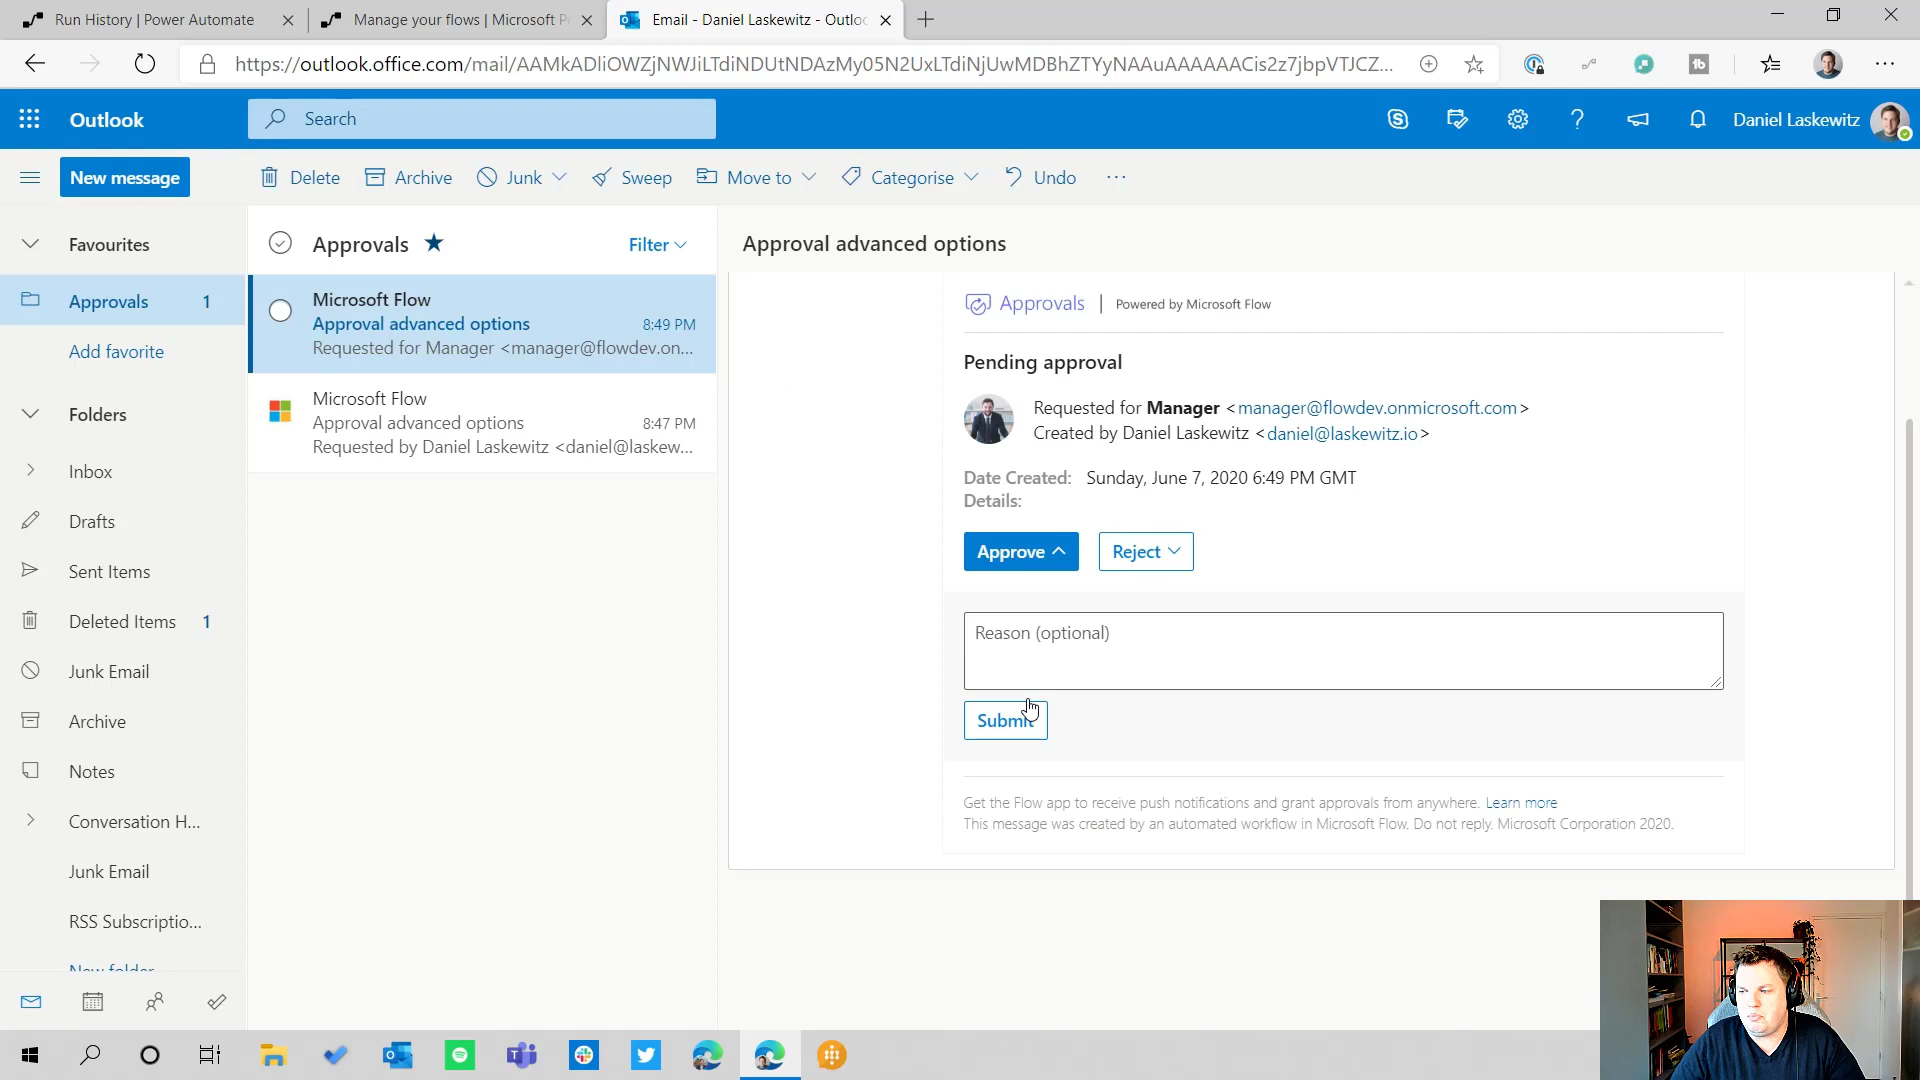 Run History | Power Automate
Manage your flows | Microsoft P
Email - Daniel Laskewitz - Outloo
https://outlook.office.com/mail/AAMkADliOWZjNWJiLTdiNDUtNDAzMy05N2UxLTdiNjUwMDBhZTYyNAAuAAAAAACis2z7jbpVTJCZ...
Outlook
Search
Daniel Laskewitz
New message
Delete
Archive
Junk
Sweep
Move to
Categorise
Undo
Favourites
Approvals 1
Add favorite
Folders
Inbox
Drafts
Sent Items
Deleted Items 1
Junk Email
Archive
Notes
Conversation H...
Junk Email
RSS Subscriptio...
New folder
Approvals
Filter
Microsoft Flow
Approval advanced options 8:49 PM
Requested for Manager <manager@flowdev.on...
Microsoft Flow
Approval advanced options 8:47 PM
Requested by Daniel Laskewitz <daniel@laskew...
Approval advanced options
Approvals | Powered by Microsoft Flow
Pending approval
Requested for Manager <manager@flowdev.onmicrosoft.com>
Created by Daniel Laskewitz <daniel@laskewitz.io>
Date Created: Sunday, June 7, 2020 6:49 PM GMT
Details:
Approve
Reject
Reason (optional)
Submit
Get the Flow app to receive push notifications and grant approvals from anywhere. Learn more
This message was created by an automated workflow in Microsoft Flow. Do not reply. Microsoft Corporation 2020.